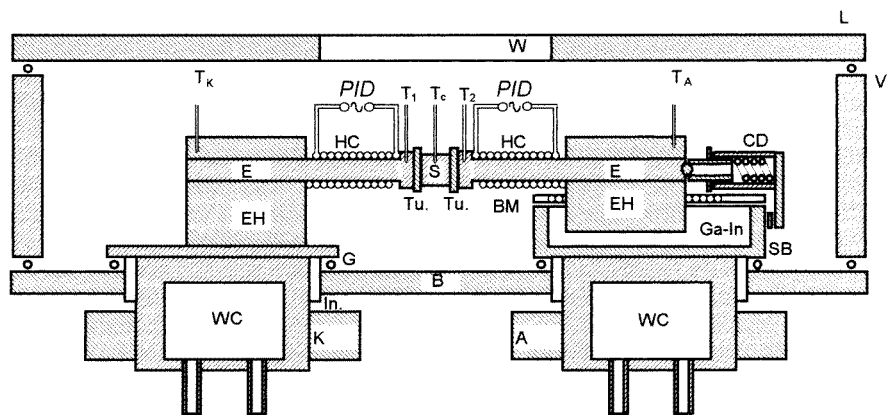 L
W
V
T_K
PID
T_1
T_c
T_2
PID
T_A
HC
HC
CD
E
S
E
EH
Tu.
Tu.
BM
EH
Ga-In
SB
G
B
In.
WC
K
A
WC